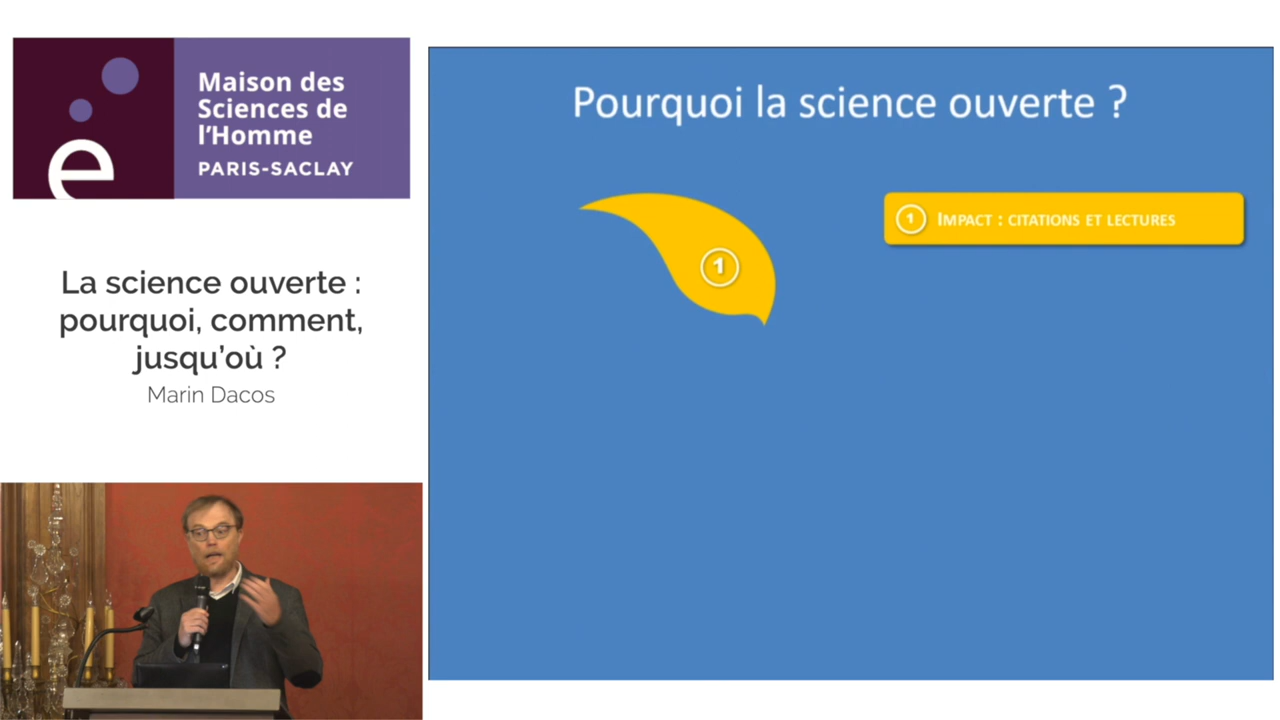 Maison des
Sciences de
l'Homme
PARIS-SACLAY
La science ouverte :
pourquoi, comment,
jusqu'où ?
Marin Dacos
Pourquoi la science ouverte ?
1
1 IMPACT : CITATIONS ET LECTURES